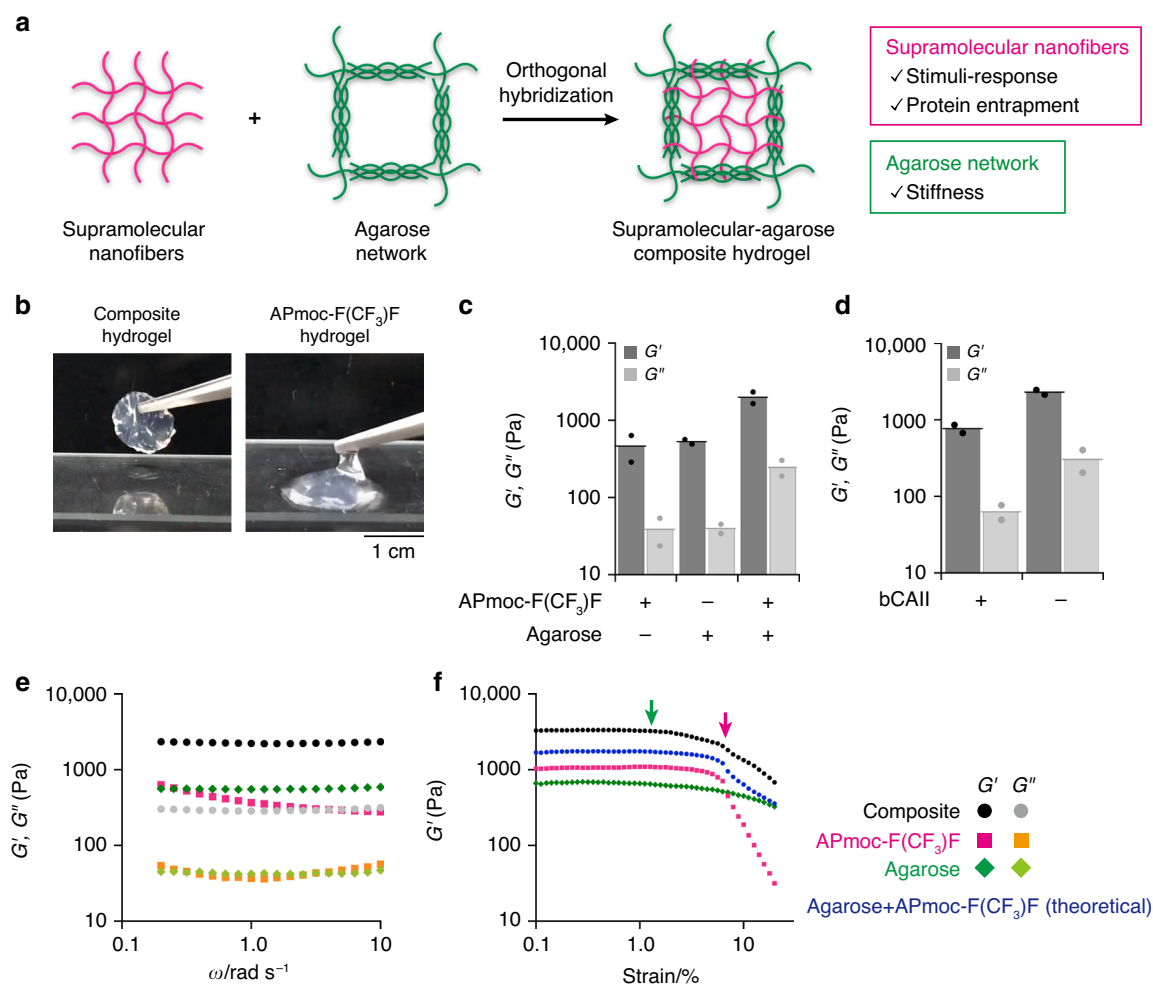 a
Supramolecular
nanofibers
+
Agarose
network
Orthogonal
hybridization
Supramolecular-agarose
composite hydrogel
Supramolecular nanofibers
✓ Stimuli-response
✓ Protein entrapment
Agarose network
✓ Stiffness
b
Composite
hydrogel
APmoc-F(CF3)F
hydrogel
1 cm
c
G′, G″ (Pa)
10,000
1000
100
10
G′
G″
APmoc-F(CF3)F + – +
Agarose – + +
d
G′, G″ (Pa)
10,000
1000
100
10
G′
G″
bCAII + –
e
G′, G″ (Pa)
10,000
1000
100
10
0.1 1.0 10
ω/rad s⁻¹
f
G′ (Pa)
10,000
1000
100
10
0.1 1.0 10
Strain/%
G′ G″
Composite
APmoc-F(CF3)F
Agarose
Agarose+APmoc-F(CF3)F (theoretical)